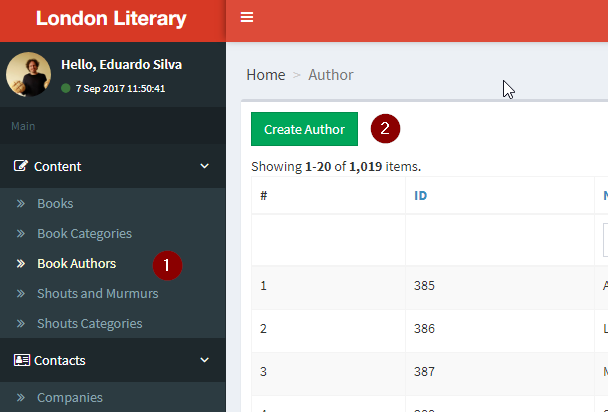 London Literary
Hello, Eduardo Silva
7 Sep 2017 11:50:41
Main
Content
Books
Book Categories
Book Authors
1
Shouts and Murmurs
Shouts Categories
Contacts
Companies
Home > Author
Create Author
2
Showing 1-20 of 1,019 items.
# ID
1 385
2 386
3 387